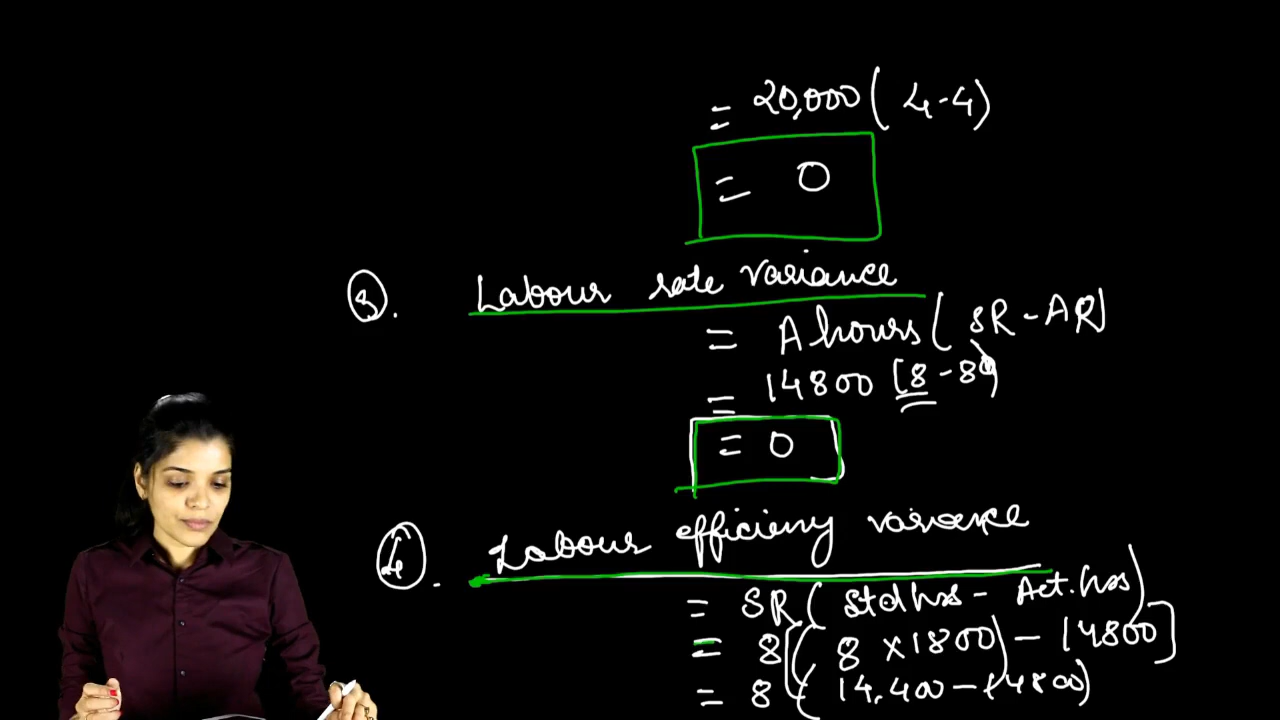 = 20,000 ( 4 - 4)
= 0
3. Labour rate variance
= A hours ( SR - AR)
= 14800 [8 - 8)
= 0
4. Labour efficieny variance
= SR ( Std hrs - Act. hrs)
= 8 [( 8 x 1800) - 14800]
= 8 ( 14,400 - 14800)